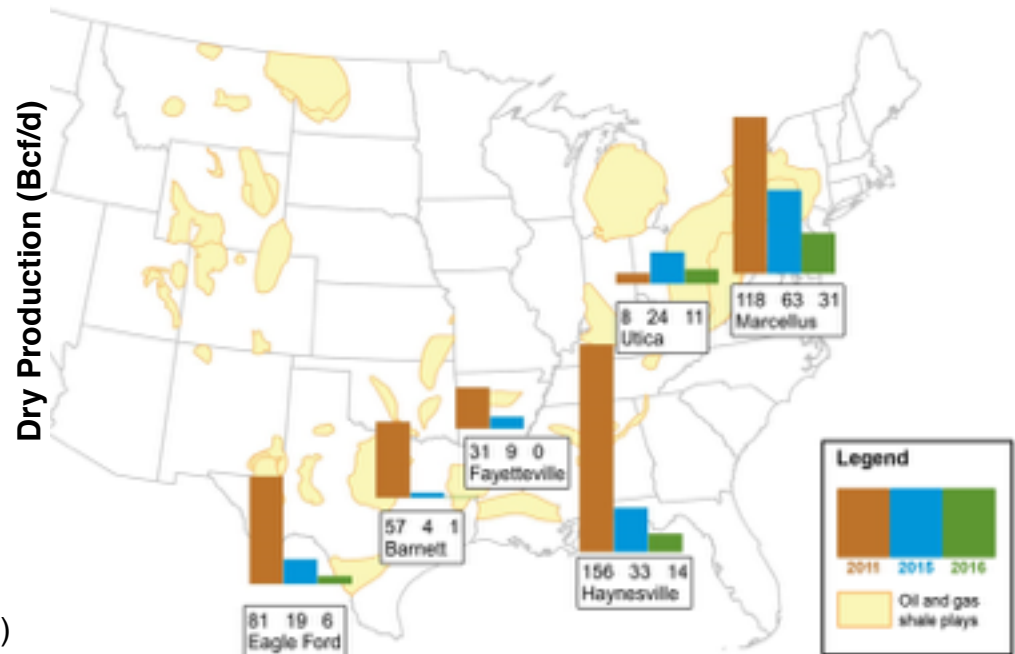 Dry Production (Bcf/d)
118 63 31
Marcellus
8 24 11
Utica
31 9 0
Fayetteville
57 4 1
Barnett
156 33 14
Haynesville
81 19 6
Eagle Ford
)
Legend
2011 2015 2016
Oil and gas
shale plays